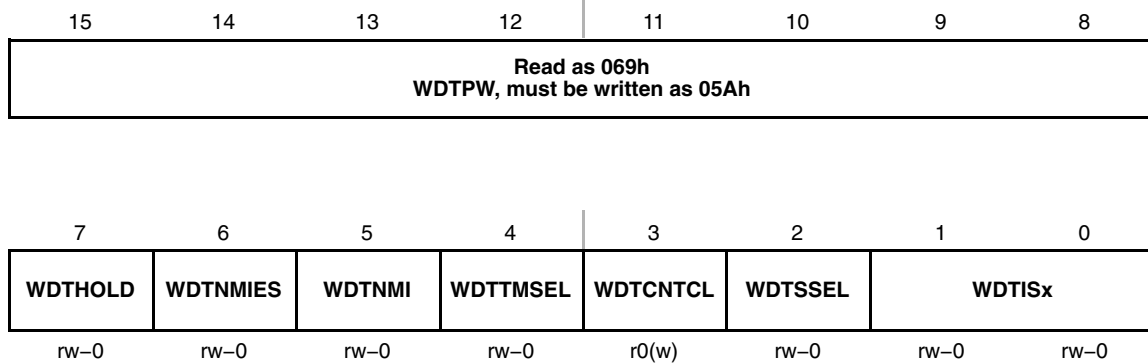 15 14 13 12 11 10 9 8
Read as 069h
WDTPW, must be written as 05Ah
7 6 5 4 3 2 1 0
WDTHOLD WDTNMIES WDTNMI WDTTMSEL WDTCNTCL WDTSSEL WDTISx
rw−0 rw−0 rw−0 rw−0 r0(w) rw−0 rw−0 rw−0